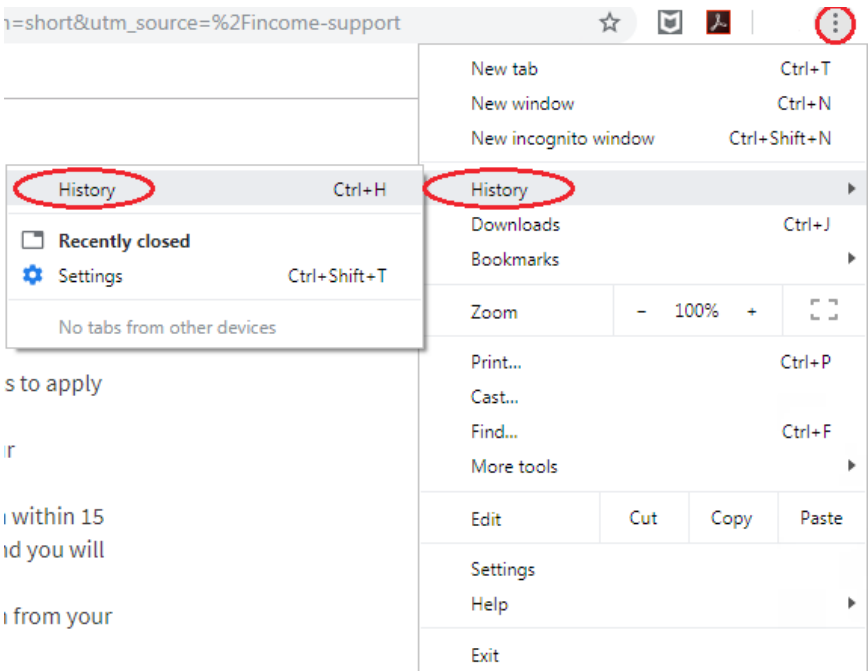 n=short&utm_source=%2Fincome-support
New tab Ctrl+T
New window Ctrl+N
New incognito window Ctrl+Shift+N
History Ctrl+H
History
Recently closed
Settings Ctrl+Shift+T
No tabs from other devices
Downloads Ctrl+J
Bookmarks
Zoom - 100% +
Print... Ctrl+P
Cast...
Find... Ctrl+F
More tools
Edit Cut Copy Paste
Settings
Help
Exit
s to apply
r
within 15
nd you will
from your